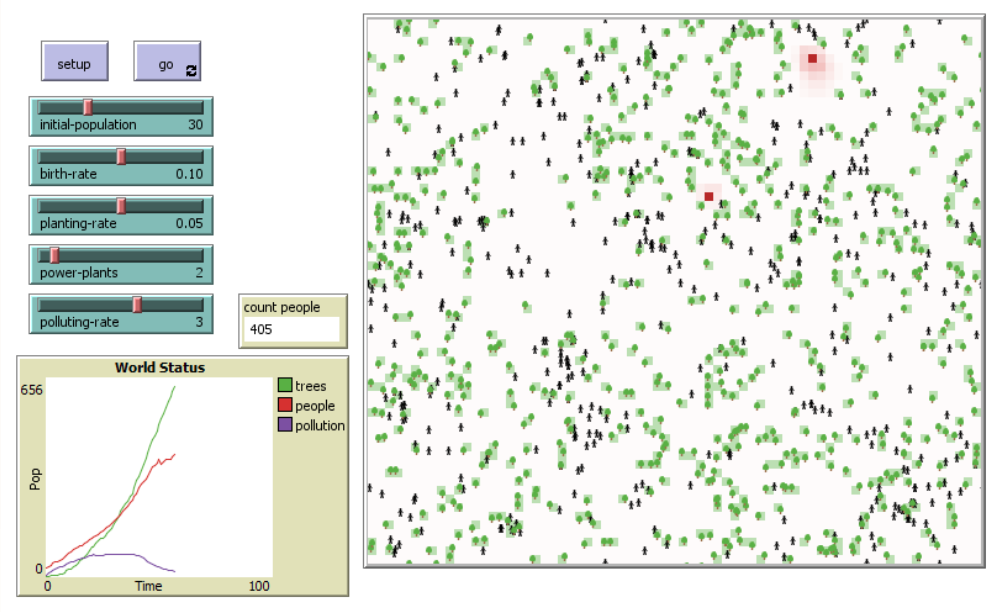 setup
go
initial-population 30
birth-rate 0.10
planting-rate 0.05
power-plants 2
polluting-rate 3
count people
405
World Status
656
Pop
0
0 Time 100
trees
people
pollution